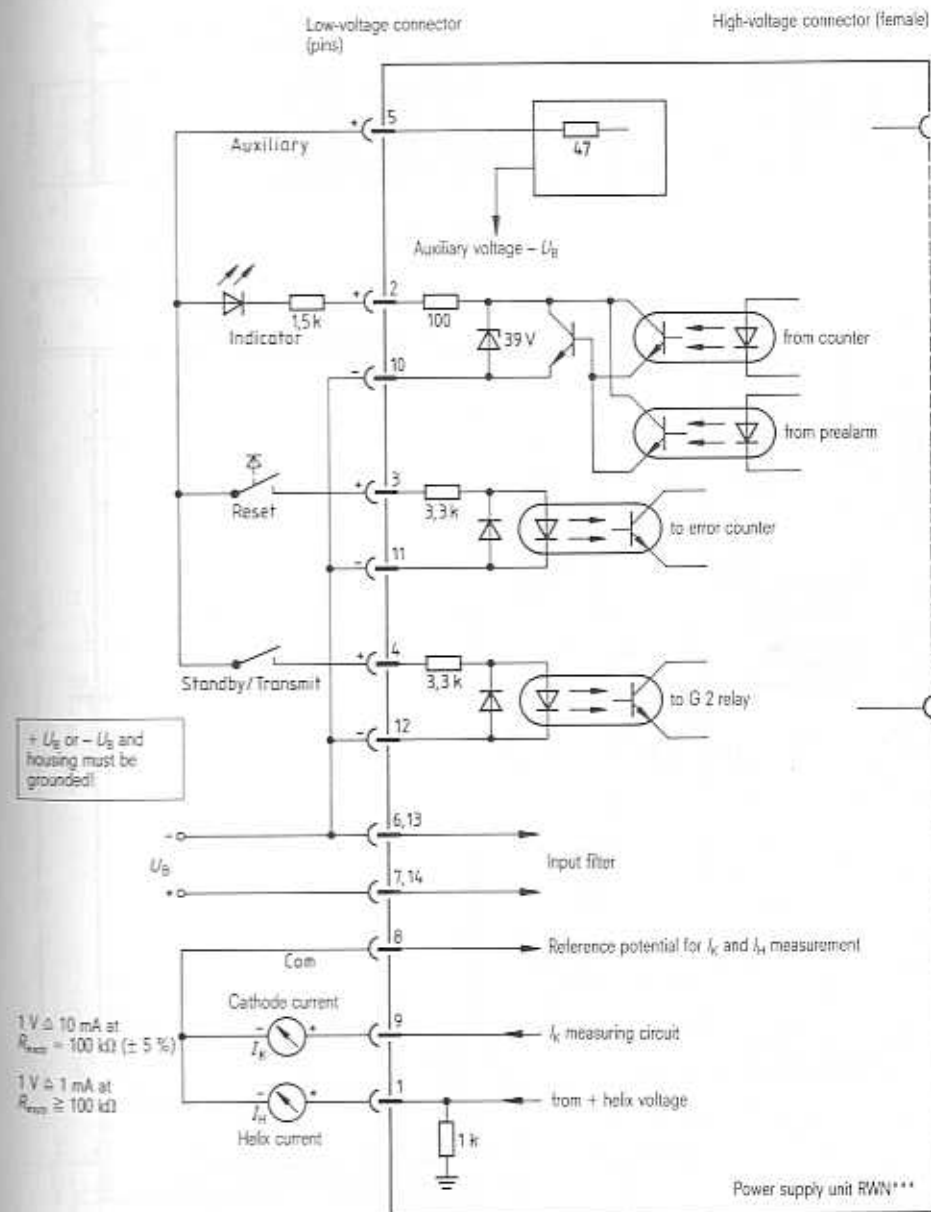 Low-voltage connector
(pins)
High-voltage connector (female)
+ 5
Auxiliary
47
Auxiliary voltage – U_B
+ 2
1,5k
Indicator
100
39 V
from counter
– 10
from prealarm
+ 3
Reset
3,3 k
to error counter
– 11
+ 4
Standby/Transmit
3,3 k
to G 2 relay
– 12
+ U_B or – U_B and
housing must be
grounded!
– 6,13
Input filter
U_B
+ 7,14
8
Com
Reference potential for I_K and I_H measurement
Cathode current
1 V ≙ 10 mA at
= 100 kΩ (± 5 %)
– + 9
I_K
I_K measuring circuit
1 V ≙ 1 mA at
≥ 100 kΩ
– + 1
I_H
from + helix voltage
Helix current
1 k
Power supply unit RWN***